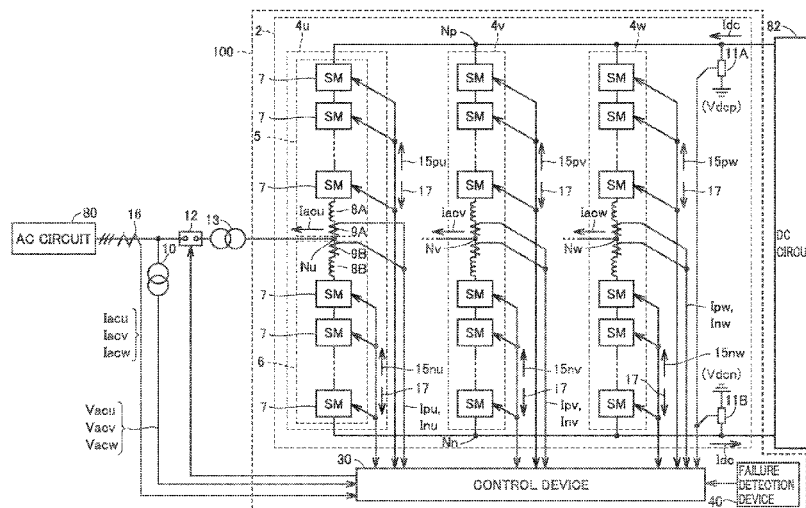 100
2
4u
Np
4v
4w
Idc
82
11A
(Vdcp)
7 SM SM SM
7 SM SM SM
5
15pu 15pv 15pw
7 SM SM SM
17 17 17
80
AC CIRCUIT
16
12
13
10
Iacu Iacv Iacw
8A
9A
Nu Nv Nw
9B
8B
DC CIRCUIT
7 SM SM SM
7 SM SM SM
Iacu
Iacv
Iacw
6
15nu 15nv 15nw
Ipw,
Inw
(Vdcn)
7 SM SM SM
17 17 17
11B
Vacu
Vacv
Vacw
Ipu,
Inu
Ipv,
Inv
Nn
Idc
30
CONTROL DEVICE
FAILURE
DETECTION
DEVICE
40